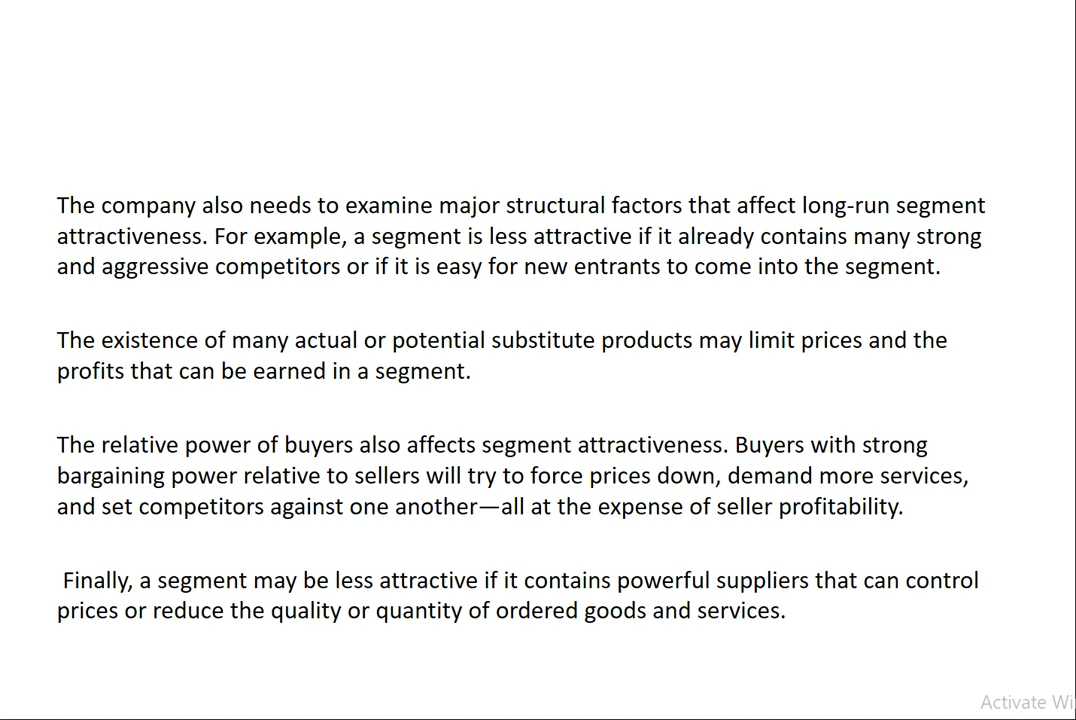 The company also needs to examine major structural factors that affect long-run segment
attractiveness. For example, a segment is less attractive if it already contains many strong
and aggressive competitors or if it is easy for new entrants to come into the segment.
The existence of many actual or potential substitute products may limit prices and the
profits that can be earned in a segment.
The relative power of buyers also affects segment attractiveness. Buyers with strong
bargaining power relative to sellers will try to force prices down, demand more services,
and set competitors against one another—all at the expense of seller profitability.
Finally, a segment may be less attractive if it contains powerful suppliers that can control
prices or reduce the quality or quantity of ordered goods and services.
Activate Wi